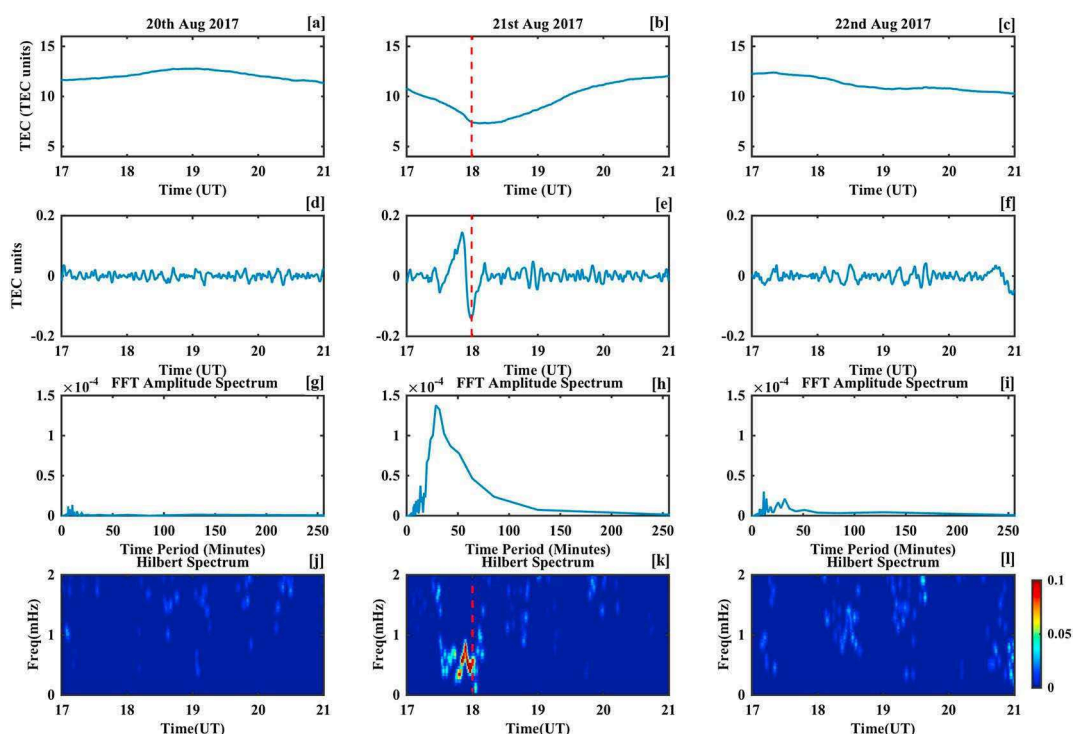 20th Aug 2017 [a] 21st Aug 2017 [b] 22nd Aug 2017 [c]
15 15 15
10 10 10
5 5 5
TEC (TEC units)
17 18 19 20 21 17 18 19 20 21 17 18 19 20 21
Time (UT) Time (UT) Time (UT)
[d] [e] [f]
0.2 0.2 0.2
0 0 0
-0.2 -0.2 -0.2
TEC units
17 18 19 20 21 17 18 19 20 21 17 18 19 20 21
Time (UT) Time (UT) Time (UT)
×10-4 FFT Amplitude Spectrum [g] ×10-4 FFT Amplitude Spectrum [h] ×10-4 FFT Amplitude Spectrum [i]
1.5 1.5 1.5
1 1 1
0.5 0.5 0.5
0 0 0
0 50 100 150 200 250 0 50 100 150 200 250 0 50 100 150 200 250
Time Period (Minutes) Time Period (Minutes) Time Period (Minutes)
Hilbert Spectrum [j] Hilbert Spectrum [k] Hilbert Spectrum [l]
2 2 2 0.1
1 1 1 0.05
0 0 0 0
Freq(mHz) Freq(mHz) Freq(mHz)
17 18 19 20 21 17 18 19 20 21 17 18 19 20 21
Time(UT) Time(UT) Time(UT)